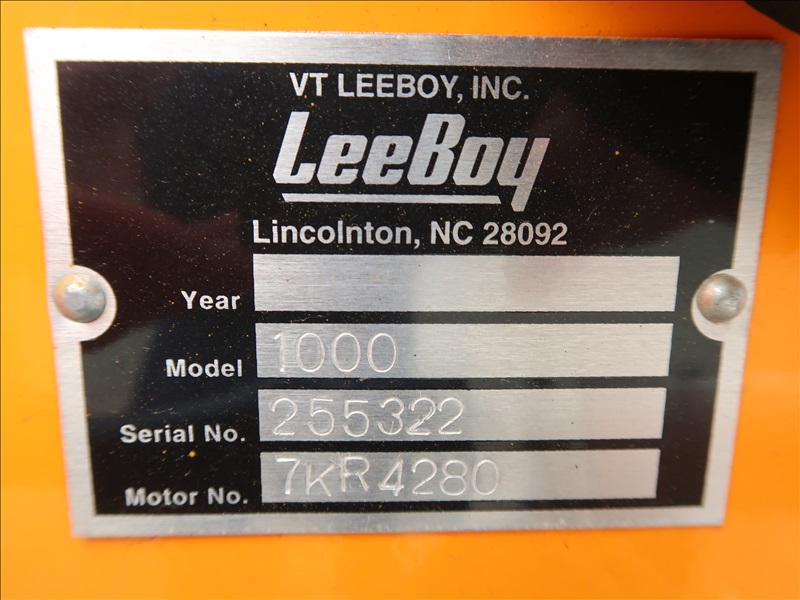 VT LEEBOY, INC.
LeeBoy
Lincolnton, NC 28092
Year
Model 1000
Serial No. 255322
Motor No. 7KR4280